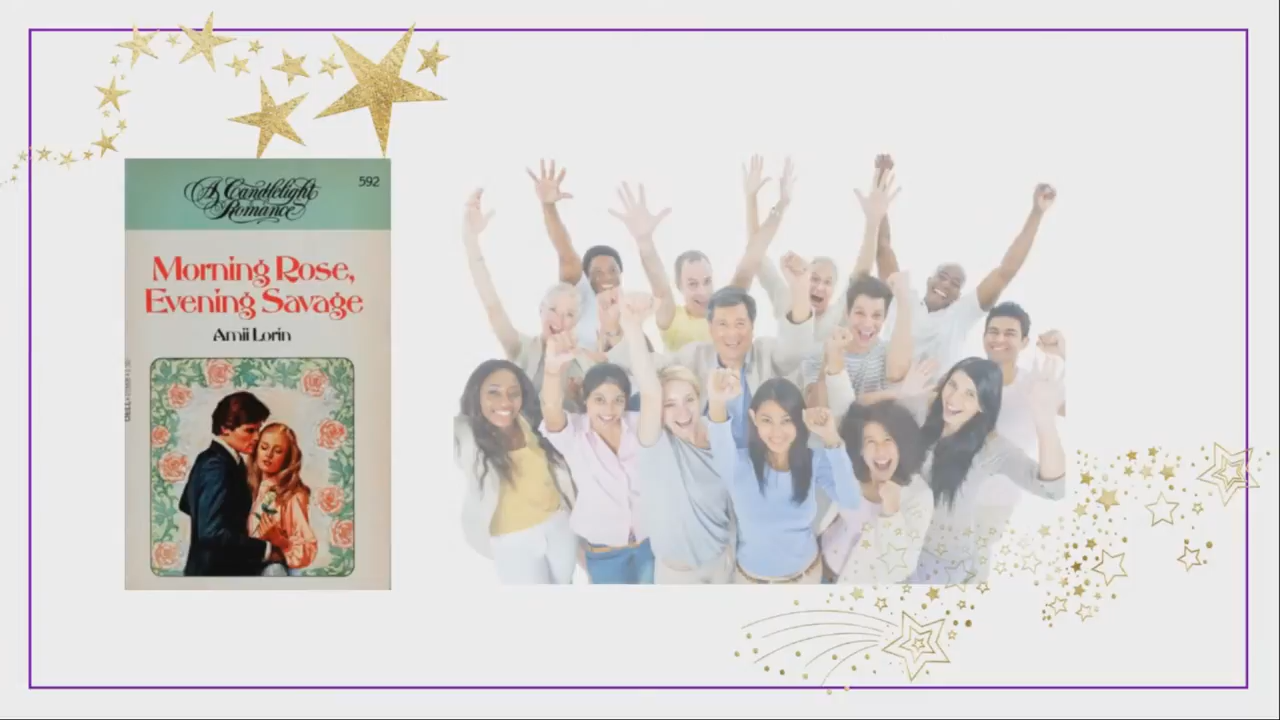 A Candlelight
Romance
592
Morning Rose,
Evening Savage
Amii Lorin